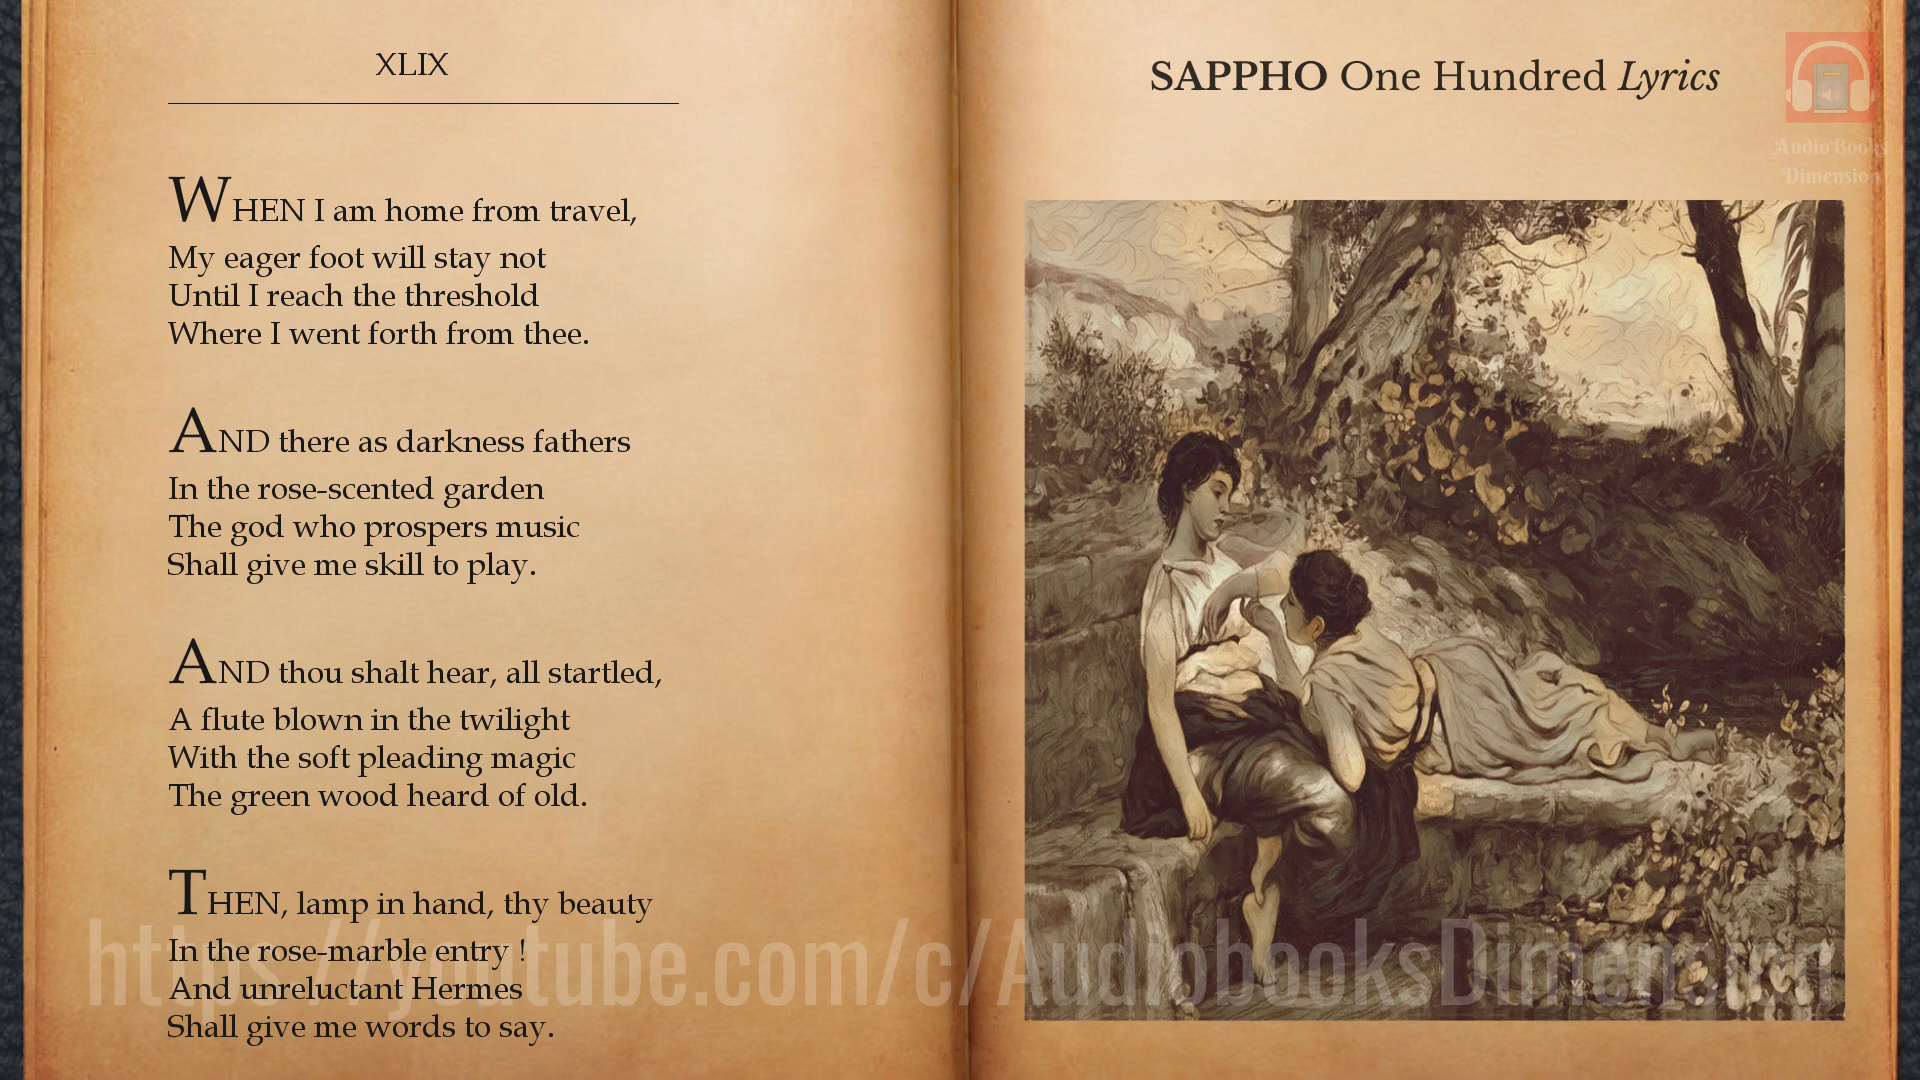 XLIX
WHEN I am home from travel,
My eager foot will stay not
Until I reach the threshold
Where I went forth from thee.
AND there as darkness fathers
In the rose-scented garden
The god who prospers music
Shall give me skill to play.
AND thou shalt hear, all startled,
A flute blown in the twilight
With the soft pleading magic
The green wood heard of old.
THEN, lamp in hand, thy beauty
In the rose-marble entry !
And unreluctant Hermes
Shall give me words to say.
SAPPHO One Hundred Lyrics
AudioBooks
Dimension
https://youtube.com/c/AudiobooksDimension